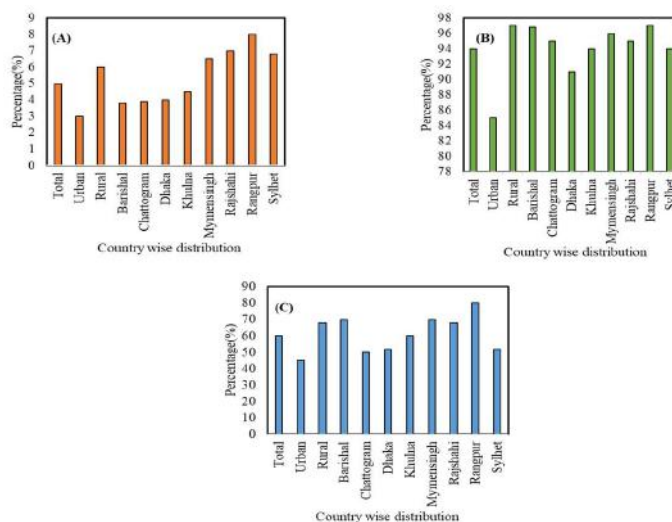 (A)
Percentage(%)
9
8
7
6
5
4
3
2
1
0
Total
Urban
Rural
Barishal
Chattogram
Dhaka
Khulna
Mymensingh
Rajshahi
Rangpur
Sylhet
Country wise distribution
(B)
Percentage(%)
98
96
94
92
90
88
86
84
82
80
78
Total
Urban
Rural
Barishal
Chattogram
Dhaka
Khulna
Mymensingh
Rajshahi
Rangpur
Sylhet
Country wise distribution
(C)
Percentage(%)
90
80
70
60
50
40
30
20
10
0
Total
Urban
Rural
Barishal
Chattogram
Dhaka
Khulna
Mymensingh
Rajshahi
Rangpur
Sylhet
Country wise distribution